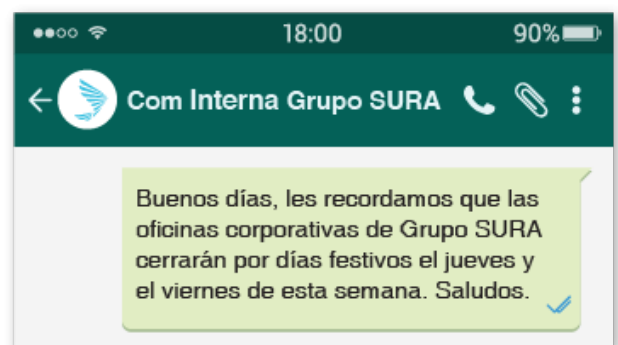 18:00 90%
Com Interna Grupo SURA
Buenos días, les recordamos que las
oficinas corporativas de Grupo SURA
cerrarán por días festivos el jueves y
el viernes de esta semana. Saludos.